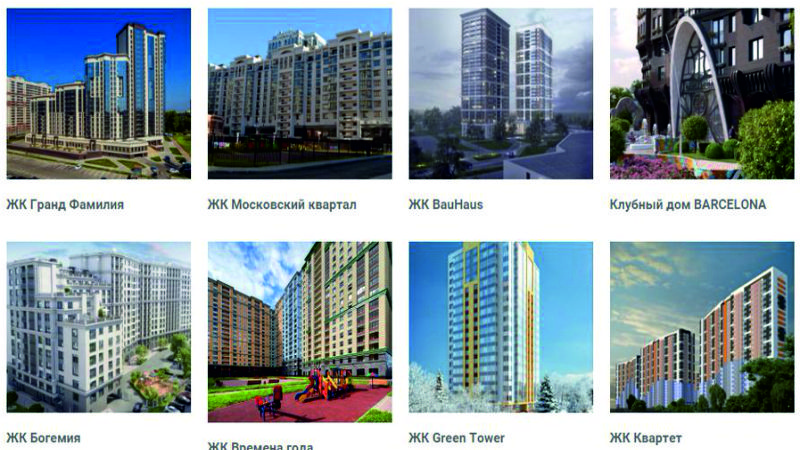 ЖК Гранд Фамилия
ЖК Московский квартал
ЖК BauHaus
Клубный дом BARCELONA
ЖК Богемия
ЖК Времена года
ЖК Green Tower
ЖК Квартет